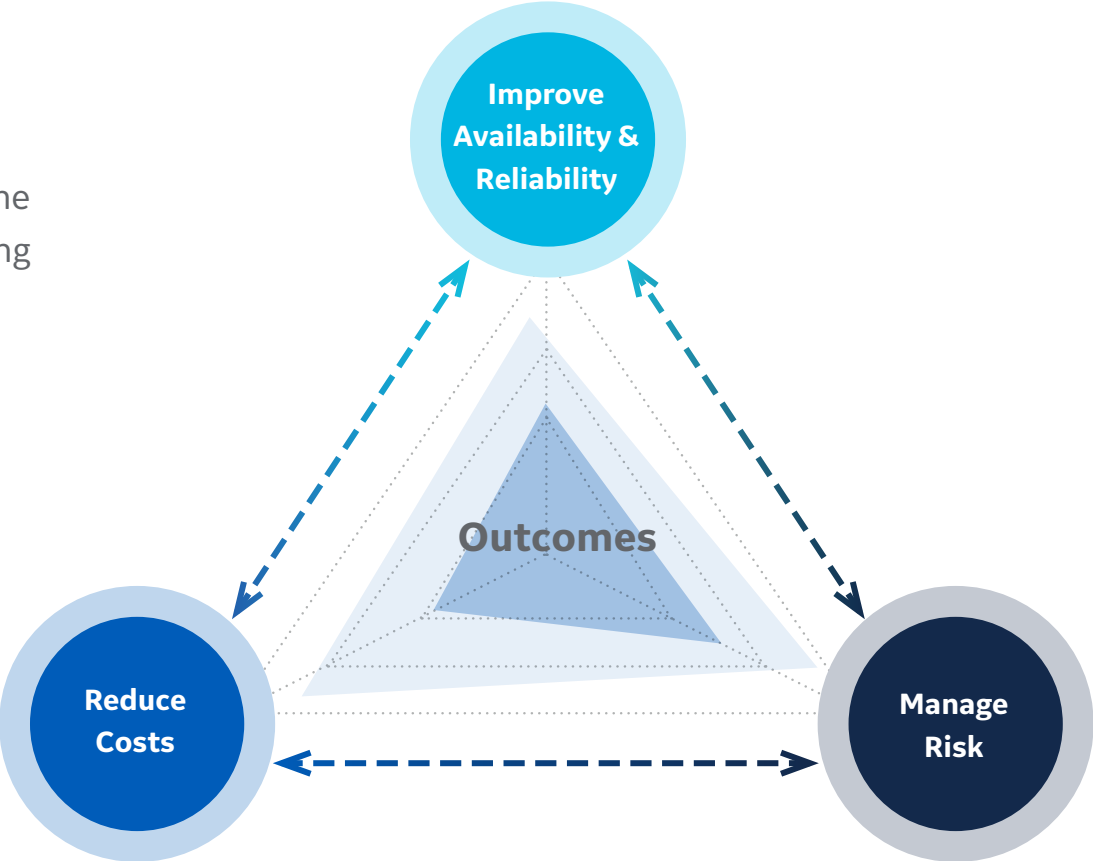 Improve
Availability &
Reliability
Outcomes
Reduce
Costs
Manage
Risk